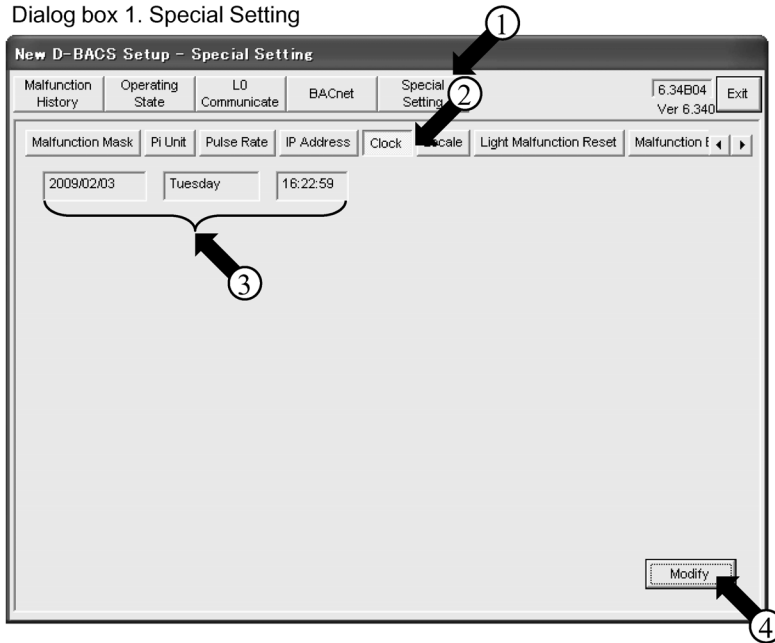 Dialog box 1. Special Setting
1
New D-BACS Setup - Special Setting
Malfunction History
Operating State
L0 Communicate
BACnet
Special Setting
2
6.34B04
Ver 6.340
Exit
Malfunction Mask
Pi Unit
Pulse Rate
IP Address
Clock
Light Malfunction Reset
Malfunction
2009/02/03
Tuesday
16:22:59
3
Modify
4